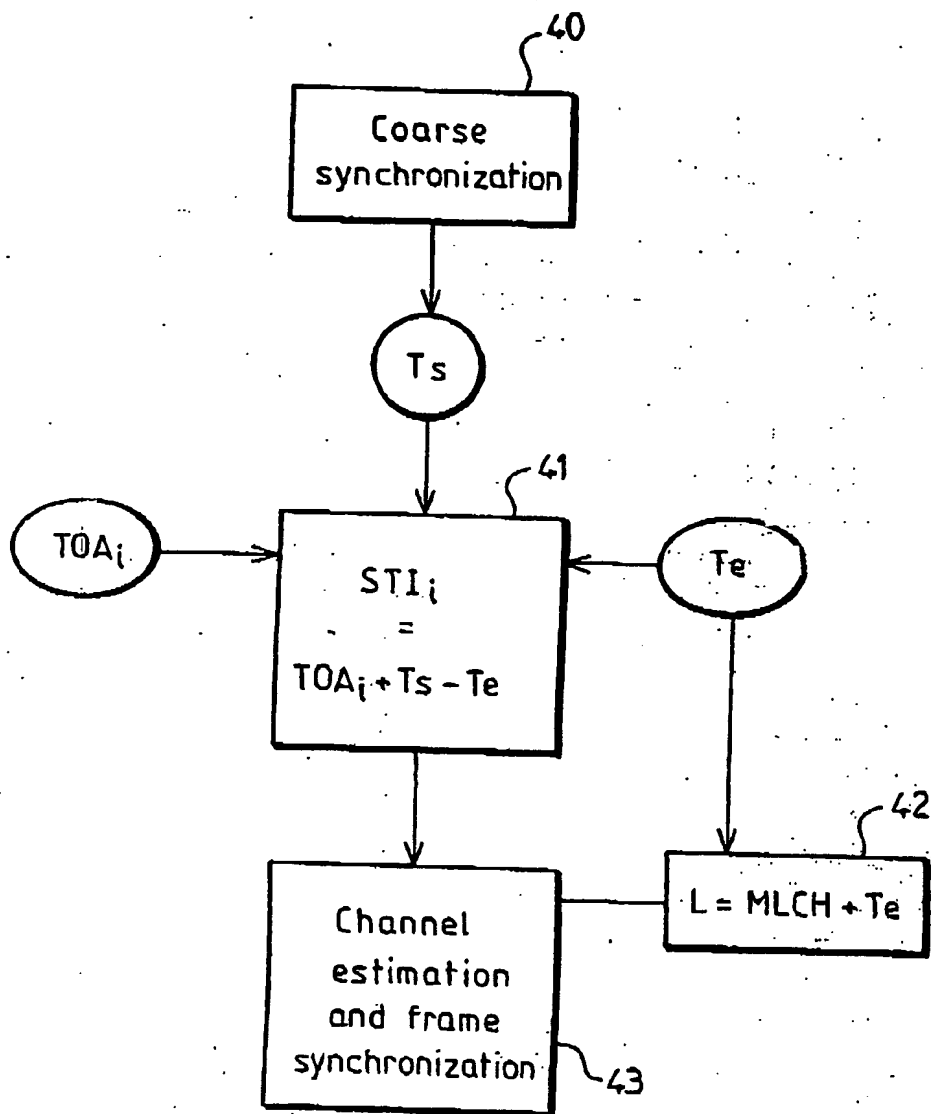 40
Coarse
synchronization
Ts
41
TOAi
STIi
=
TOAi + Ts - Te
Te
42
L = MLCH + Te
Channel
estimation
and frame
synchronization
43